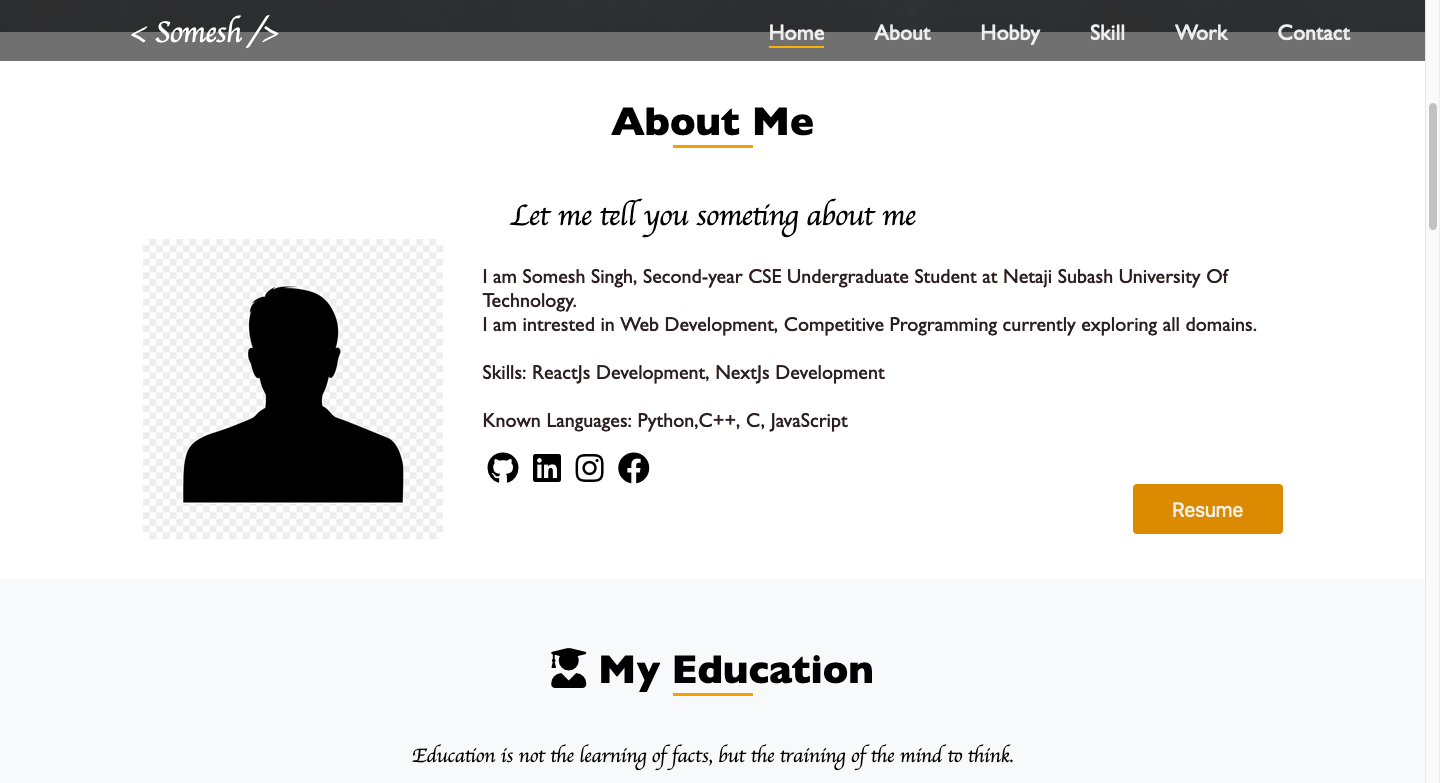 < Somesh />
Home About Hobby Skill Work Contact
About Me
Let me tell you someting about me
I am Somesh Singh, Second-year CSE Undergraduate Student at Netaji Subash University Of
Technology.
I am intrested in Web Development, Competitive Programming currently exploring all domains.
Skills: ReactJs Development, NextJs Development
Known Languages: Python,C++, C, JavaScript
Resume
My Education
Education is not the learning of facts, but the training of the mind to think.